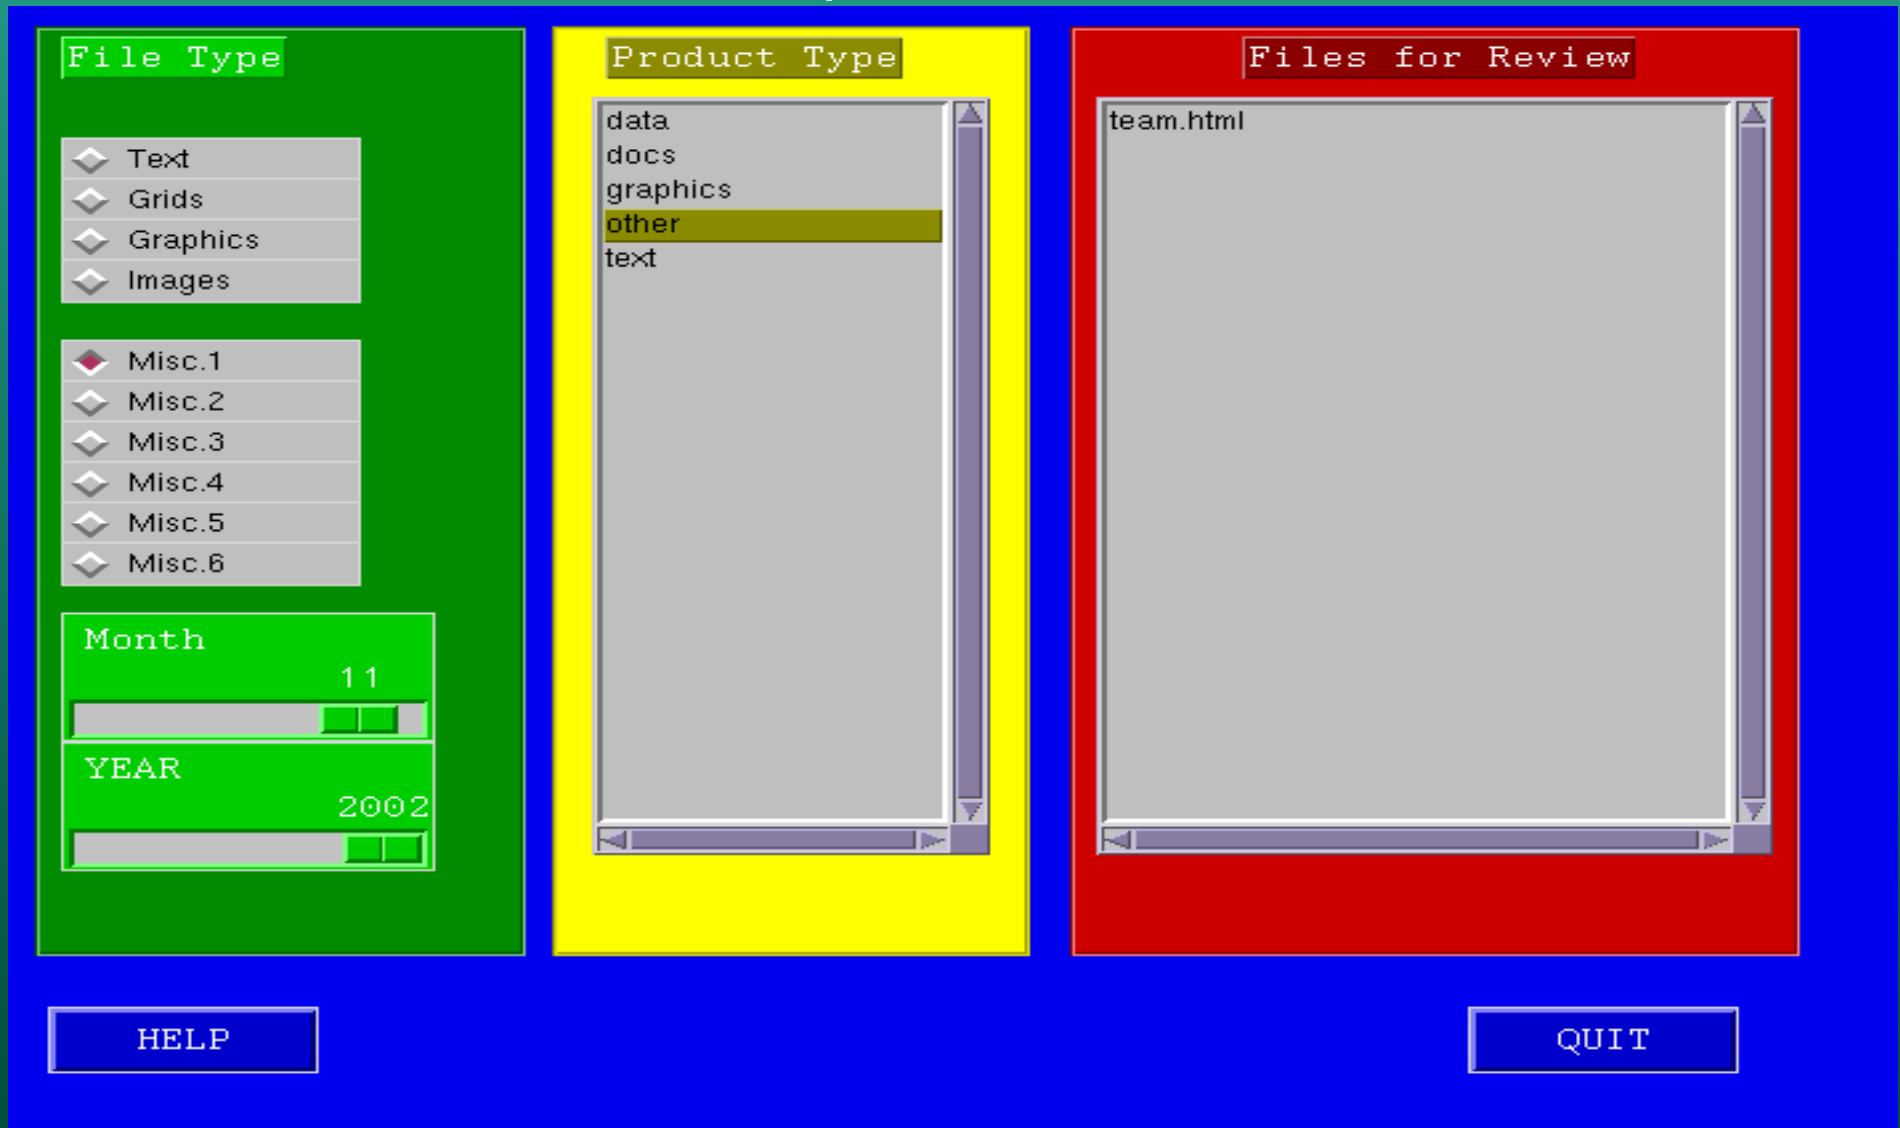 File Type
Text
Grids
Graphics
Images
Misc.1
Misc.2
Misc.3
Misc.4
Misc.5
Misc.6
Month
11
YEAR
2002
Product Type
data
docs
graphics
other
text
Files for Review
team.html
HELP
QUIT